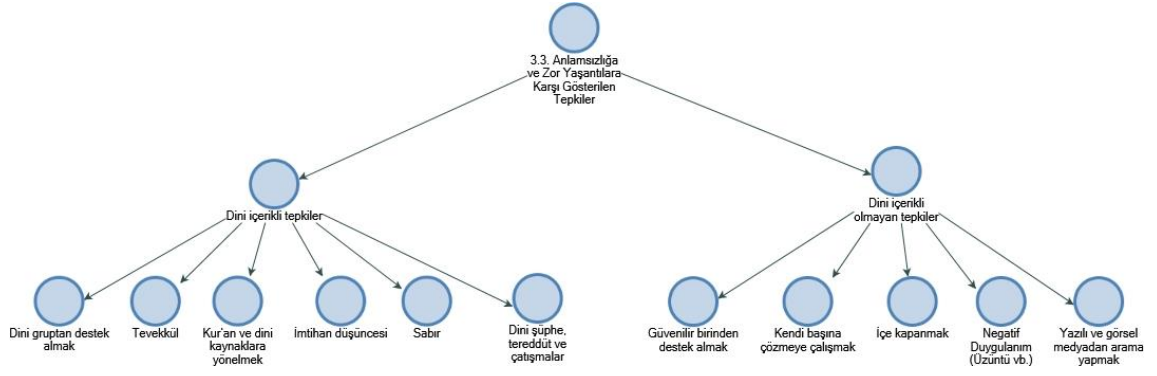 3.3. Anlamsızlığa
ve Zor Yaşantılara
Karşı Gösterilen
Tepkiler
Dini içerikli tepkiler
Dini içerikli
olmayan tepkiler
Dini gruptan destek
almak
Tevekkül
Kur'an ve dini
kaynaklara
yönelmek
İmtihan düşüncesi
Sabır
Dini şüphe,
tereddüt ve
çatışmalar
Güvenilir birinden
destek almak
Kendi başına
çözmeye çalışmak
İçe kapanmak
Negatif
Duygulanım
(Üzüntü vb.)
Yazılı ve görsel
medyadan arama
yapmak